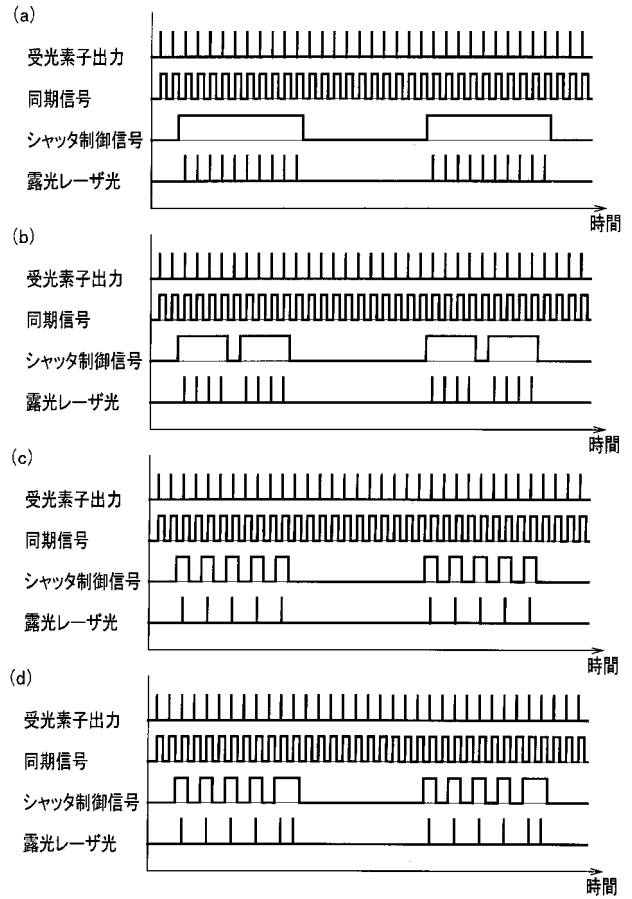 (a)
受光素子出力
同期信号
シャッタ制御信号
露光レーザ光
時間
(b)
受光素子出力
同期信号
シャッタ制御信号
露光レーザ光
時間
(c)
受光素子出力
同期信号
シャッタ制御信号
露光レーザ光
時間
(d)
受光素子出力
同期信号
シャッタ制御信号
露光レーザ光
時間